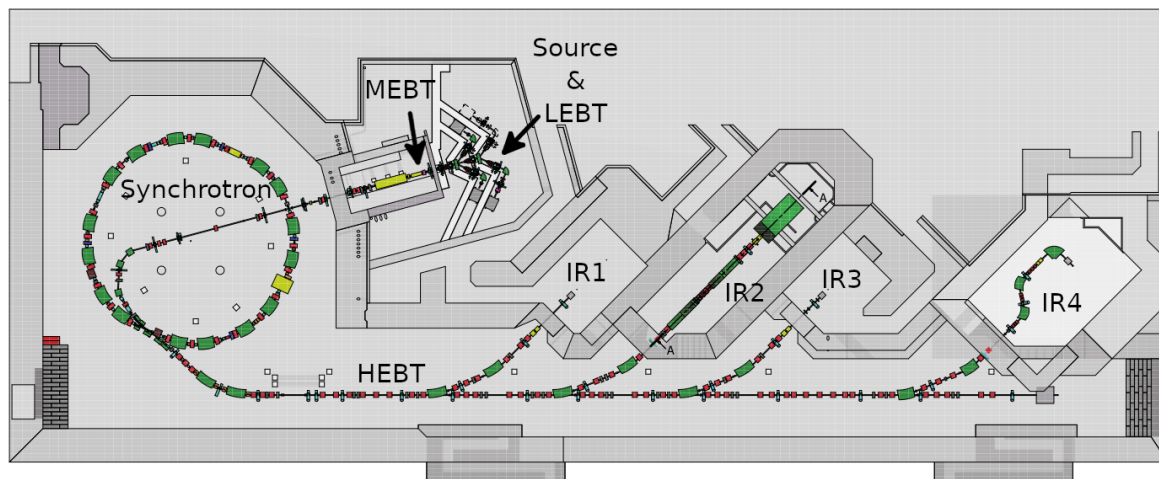 Source
&
LEBT
MEBT
Synchrotron
A
IR1
IR2
IR3
IR4
A
HEBT